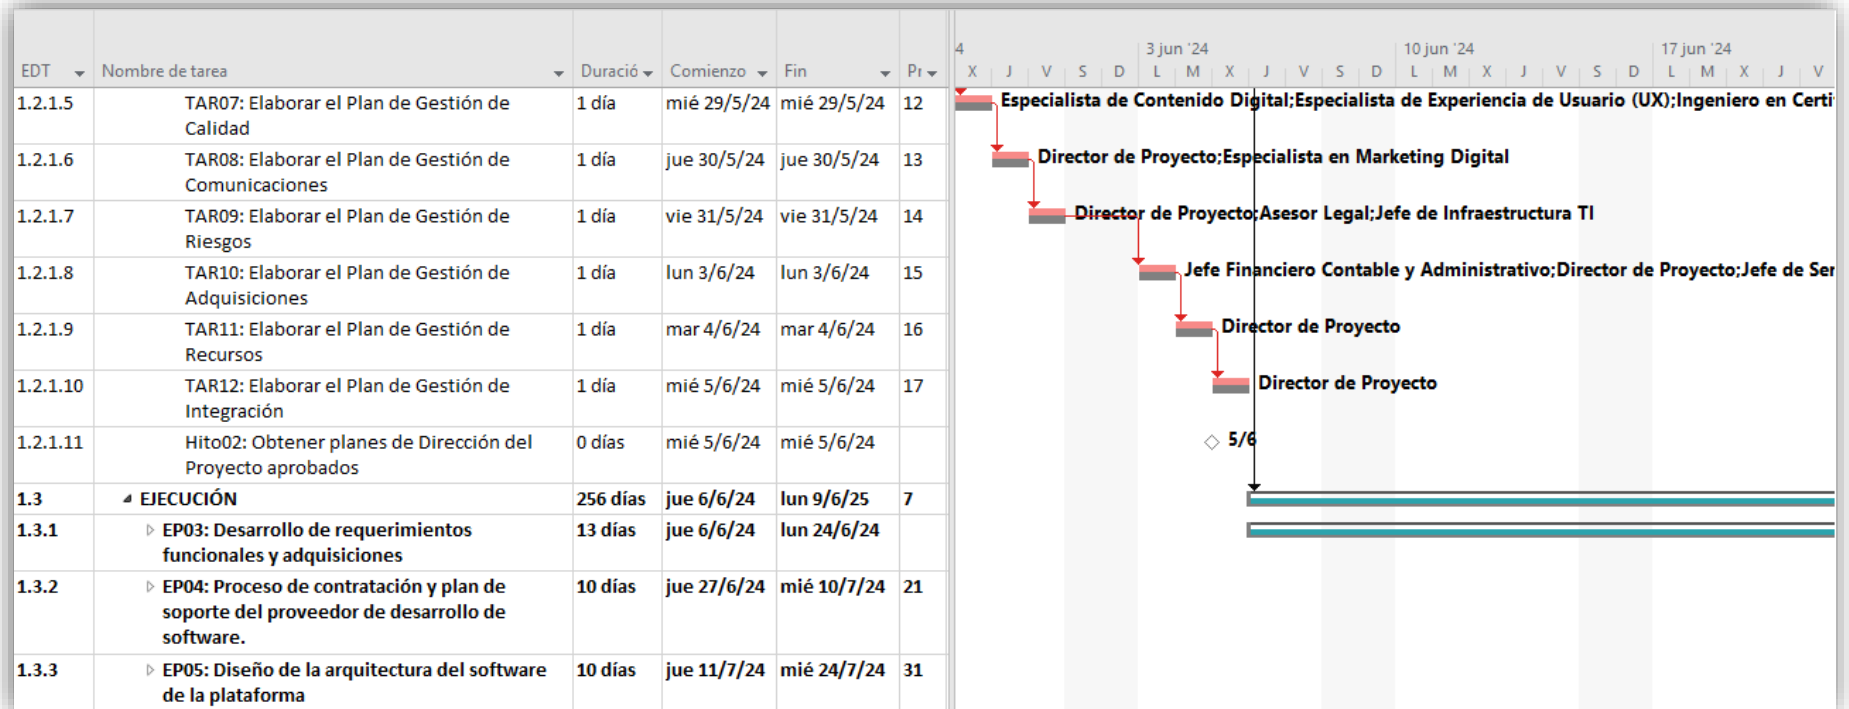 4 3 jun '24 10 jun '24 17 jun '24
EDT Nombre de tarea Duració Comienzo Fin Pr X J V S D L M X J V S D L M X J V S D L M X J V
1.2.1.5 TAR07: Elaborar el Plan de Gestión de 1 día mié 29/5/24 mié 29/5/24 12 Especialista de Contenido Digital;Especialista de Experiencia de Usuario (UX);Ingeniero en Certi
Calidad
1.2.1.6 TAR08: Elaborar el Plan de Gestión de 1 día jue 30/5/24 jue 30/5/24 13 Director de Proyecto;Especialista en Marketing Digital
Comunicaciones
1.2.1.7 TAR09: Elaborar el Plan de Gestión de 1 día vie 31/5/24 vie 31/5/24 14 Director de Proyecto;Asesor Legal;Jefe de Infraestructura TI
Riesgos
1.2.1.8 TAR10: Elaborar el Plan de Gestión de 1 día lun 3/6/24 lun 3/6/24 15 Jefe Financiero Contable y Administrativo;Director de Proyecto;Jefe de Ser
Adquisiciones
1.2.1.9 TAR11: Elaborar el Plan de Gestión de 1 día mar 4/6/24 mar 4/6/24 16 Director de Proyecto
Recursos
1.2.1.10 TAR12: Elaborar el Plan de Gestión de 1 día mié 5/6/24 mié 5/6/24 17 Director de Proyecto
Integración
1.2.1.11 Hito02: Obtener planes de Dirección del 0 días mié 5/6/24 mié 5/6/24 5/6
Proyecto aprobados
1.3 EJECUCIÓN 256 días jue 6/6/24 lun 9/6/25 7
1.3.1 EP03: Desarrollo de requerimientos 13 días jue 6/6/24 lun 24/6/24
funcionales y adquisiciones
1.3.2 EP04: Proceso de contratación y plan de 10 días jue 27/6/24 mié 10/7/24 21
soporte del proveedor de desarrollo de
software.
1.3.3 EP05: Diseño de la arquitectura del software 10 días jue 11/7/24 mié 24/7/24 31
de la plataforma